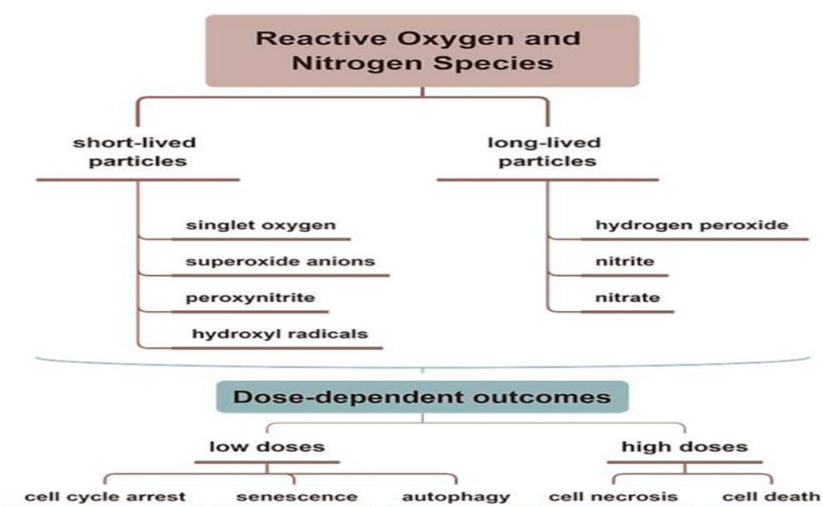 Reactive Oxygen and
Nitrogen Species
short-lived
particles
long-lived
particles
singlet oxygen
superoxide anions
peroxynitrite
hydroxyl radicals
hydrogen peroxide
nitrite
nitrate
Dose-dependent outcomes
low doses
high doses
cell cycle arrest
senescence
autophagy
cell necrosis
cell death